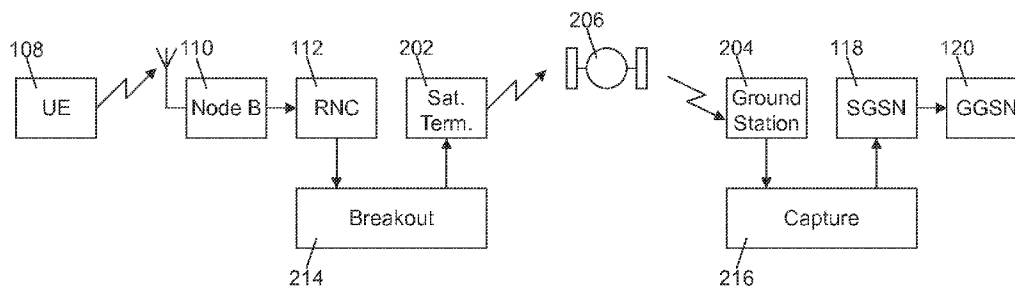 206
108
110
112
202
204
118
120
UE
Node B
RNC
Sat.
Term.
Ground
Station
SGSN
GGSN
Breakout
Capture
214
216